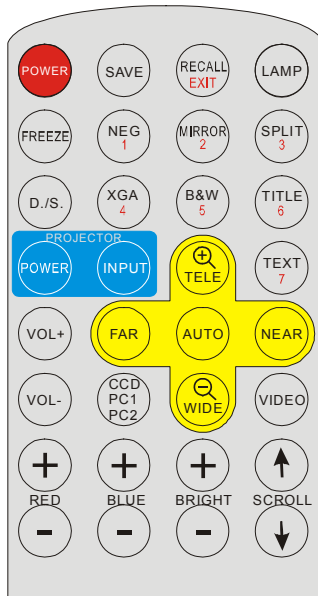 POWER SAVE RECALL EXIT LAMP
FREEZE NEG 1 MIRROR 2 SPLIT 3
D./S. XGA 4 B&W 5 TITLE 6
PROJECTOR
POWER INPUT TELE TEXT 7
VOL+ FAR AUTO NEAR
VOL- CCD PC1 PC2 WIDE VIDEO
+ + +
RED BLUE BRIGHT SCROLL
- - -